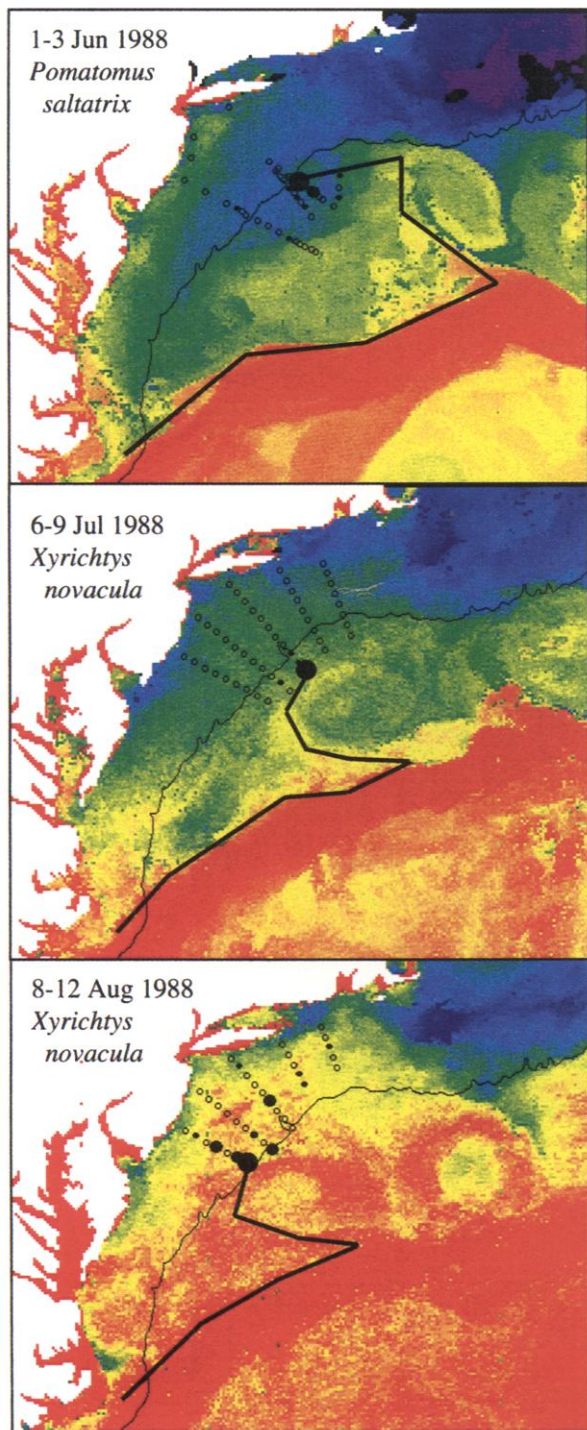 1-3 Jun 1988
Pomatomus
saltatrix
6-9 Jul 1988
Xyrichtys
novacula
8-12 Aug 1988
Xyrichtys
novacula